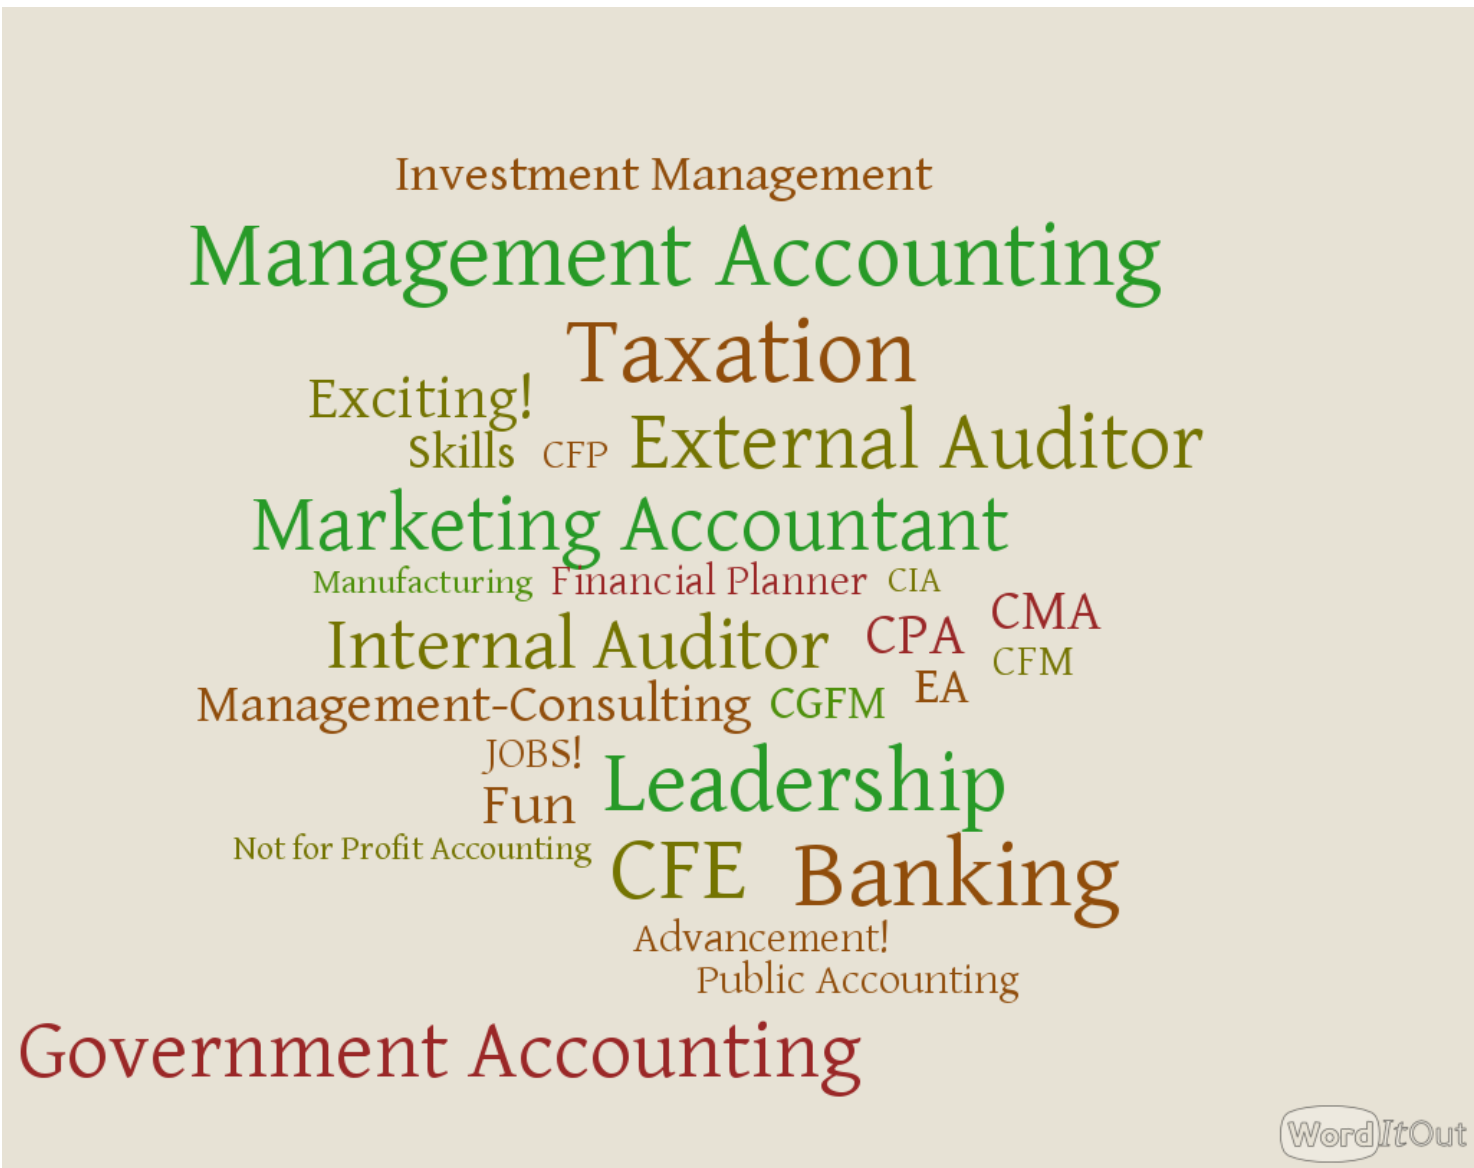 Investment Management
Management Accounting
Taxation
Exciting!
Skills CFP External Auditor
Marketing Accountant
Manufacturing Financial Planner CIA
CMA
Internal Auditor CPA
CFM
EA
Management-Consulting CGFM
JOBS!
Leadership
Fun
Not for Profit Accounting
CFE Banking
Advancement!
Public Accounting
Government Accounting
WordItOut